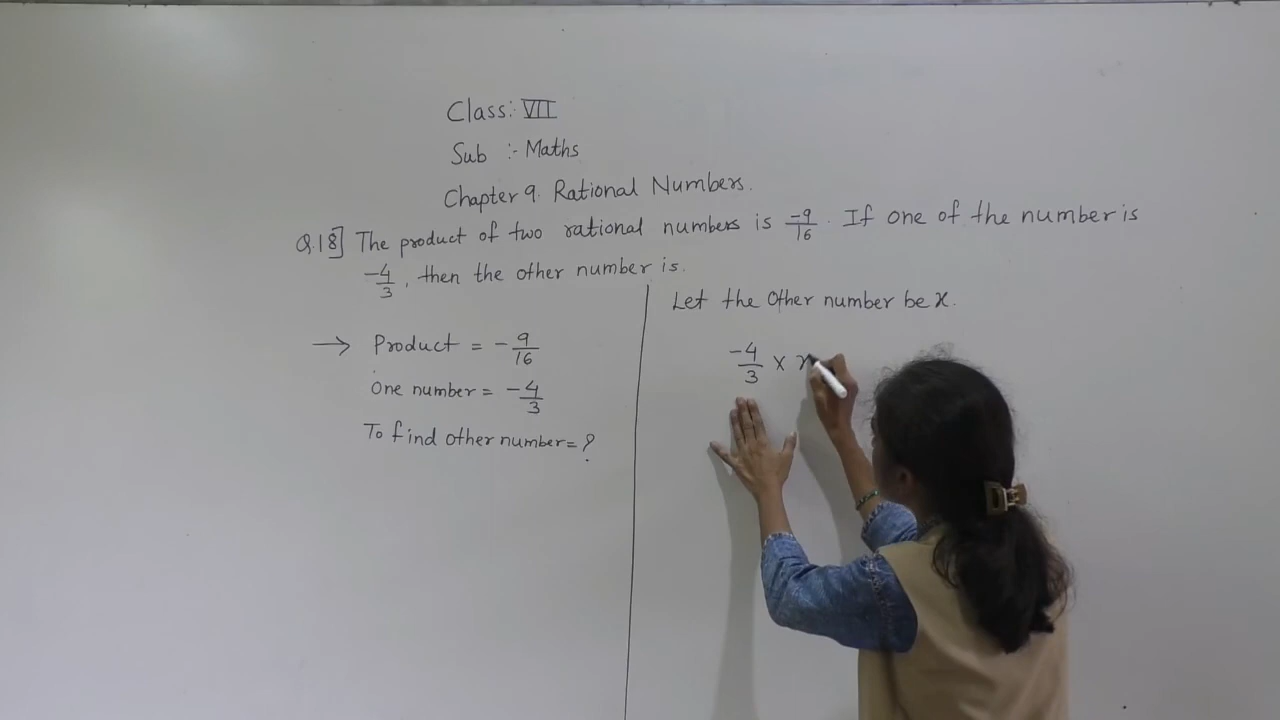 Class:- VII
Sub :- Maths
Chapter 9. Rational Numbers.
Q.18] The product of two rational numbers is -9/16. If one of the number is
-4/3, then the other number is.
→ Product = -9/16
One number = -4/3
To find other number = ?
Let the Other number be x.
-4/3 × x